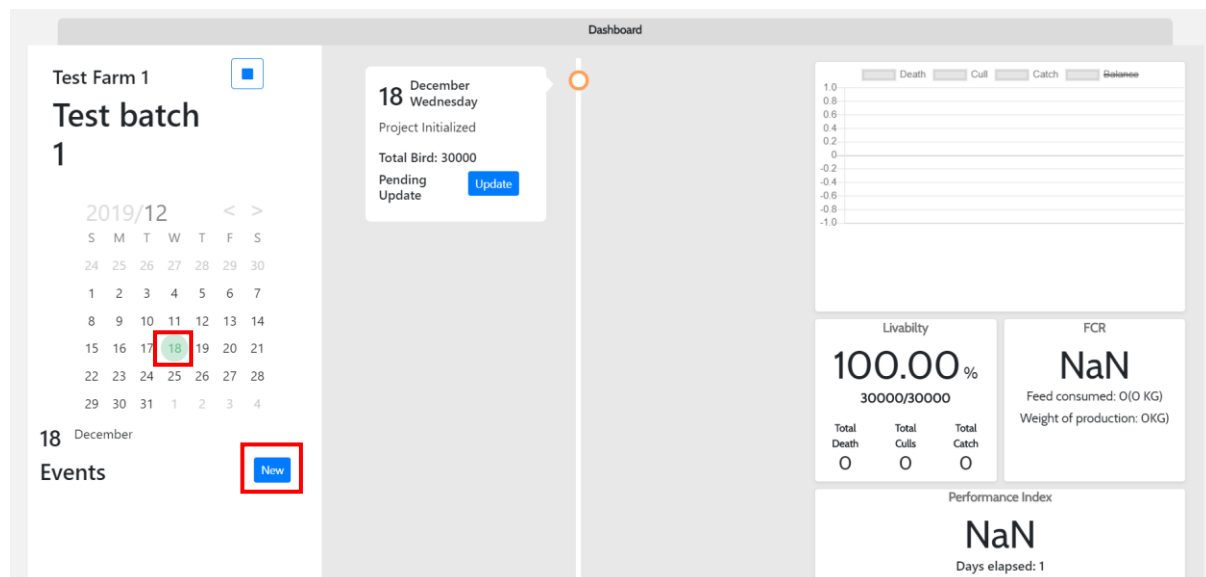 Dashboard
Test Farm 1
Test batch
1
2019/12 < >
S M T W T F S
24 25 26 27 28 29 30
1 2 3 4 5 6 7
8 9 10 11 12 13 14
15 16 17 18 19 20 21
22 23 24 25 26 27 28
29 30 31 1 2 3 4
18 December
Events
New
18 December
Wednesday
Project Initialized
Total Bird: 30000
Pending
Update
Update
Death Cull Catch Balance
1.0
0.8
0.6
0.4
0.2
0
-0.2
-0.4
-0.6
-0.8
-1.0
Livabilty
100.00 %
30000/30000
Total Total Total
Death Culls Catch
0 0 0
FCR
NaN
Feed consumed: 0(0 KG)
Weight of production: 0KG)
Performance Index
NaN
Days elapsed: 1